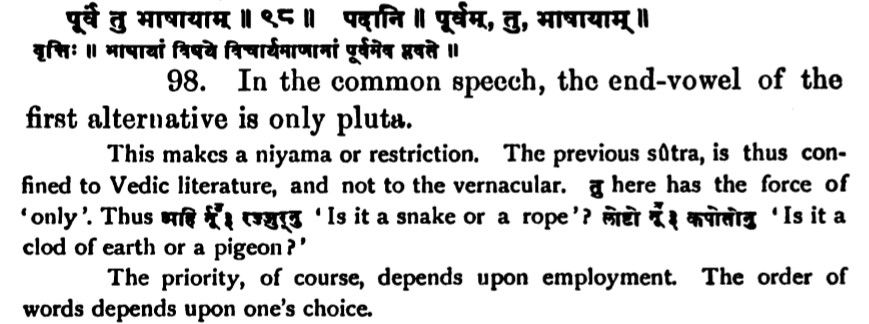 पूर्वे तु भाषायाम् ॥ ९८ ॥ पदानि ॥ पूर्वम्, तु, भाषायाम् ॥
वृत्तिः ॥ भाषायां विषये विचार्यमाणानां पूर्वमेव प्लवते ॥
98. In the common speech, the end-vowel of the
first alternative is only pluta.
This makes a niyama or restriction. The previous sûtra, is thus con-
fined to Vedic literature, and not to the vernacular. तु here has the force of
'only'. Thus अहि र्नूँ३ रज्जुर्नु 'Is it a snake or a rope'? लोष्टो नूँ३ कपोतोनु 'Is it a
clod of earth or a pigeon?'
The priority, of course, depends upon employment. The order of
words depends upon one's choice.